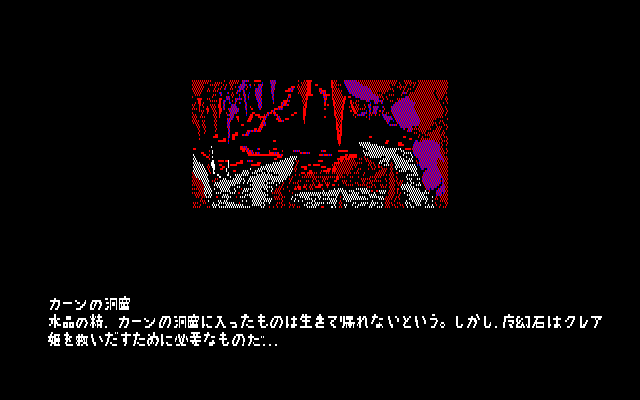 カーンの洞窟
水晶の精、カーンの洞窟に入ったものは生きて帰れないという。しかし、幻石はクレア
姫を救いだすために必要なものだ...